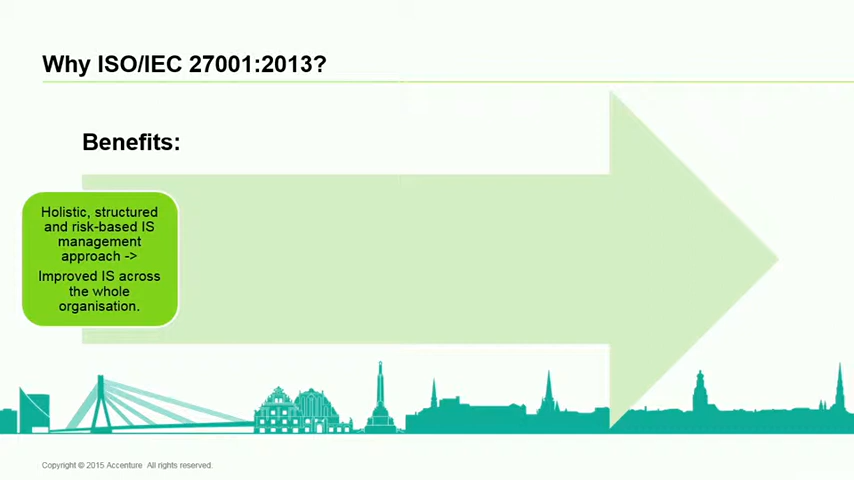 Why ISO/IEC 27001:2013?
Benefits:
Holistic, structured
and risk-based IS
management
approach ->
Improved IS across
the whole
organisation.
Copyright © 2015 Accenture All rights reserved.